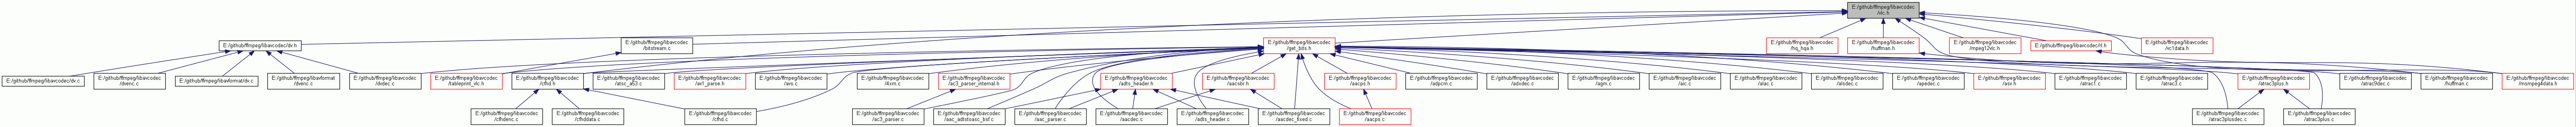 E:/github/ffmpeg/libavcodec
/vlc.h
E:/github/ffmpeg/libavcodec/dv.h
E:/github/ffmpeg/libavcodec
/bitstream.c
E:/github/ffmpeg/libavcodec
/get_bits.h
E:/github/ffmpeg/libavcodec
/hq_hqa.h
E:/github/ffmpeg/libavcodec
/huffman.h
E:/github/ffmpeg/libavcodec
/mpeg12vlc.h
E:/github/ffmpeg/libavcodec/rl.h
E:/github/ffmpeg/libavcodec
/vc1data.h
E:/github/ffmpeg/libavcodec/dv.c
E:/github/ffmpeg/libavcodec
/dvenc.c
E:/github/ffmpeg/libavformat/dv.c
E:/github/ffmpeg/libavformat
/dvenc.c
E:/github/ffmpeg/libavcodec
/dvdec.c
E:/github/ffmpeg/libavcodec
/tableprint_vlc.h
E:/github/ffmpeg/libavcodec
/cfhd.h
E:/github/ffmpeg/libavcodec
/atsc_a53.c
E:/github/ffmpeg/libavcodec
/av1_parse.h
E:/github/ffmpeg/libavcodec
/avs.c
E:/github/ffmpeg/libavcodec
/4xm.c
E:/github/ffmpeg/libavcodec
/ac3_parser_internal.h
E:/github/ffmpeg/libavcodec
/adts_header.h
E:/github/ffmpeg/libavcodec
/aacsbr.h
E:/github/ffmpeg/libavcodec
/aacps.h
E:/github/ffmpeg/libavcodec
/adpcm.c
E:/github/ffmpeg/libavcodec
/adxdec.c
E:/github/ffmpeg/libavcodec
/agm.c
E:/github/ffmpeg/libavcodec
/aic.c
E:/github/ffmpeg/libavcodec
/alac.c
E:/github/ffmpeg/libavcodec
/alsdec.c
E:/github/ffmpeg/libavcodec
/apedec.c
E:/github/ffmpeg/libavcodec
/asv.h
E:/github/ffmpeg/libavcodec
/atrac1.c
E:/github/ffmpeg/libavcodec
/atrac3.c
E:/github/ffmpeg/libavcodec
/atrac3plus.h
E:/github/ffmpeg/libavcodec
/atrac9dec.c
E:/github/ffmpeg/libavcodec
/huffman.c
E:/github/ffmpeg/libavcodec
/msmpeg4data.h
E:/github/ffmpeg/libavcodec
/cfhdenc.c
E:/github/ffmpeg/libavcodec
/cfhddata.c
E:/github/ffmpeg/libavcodec
/cfhd.c
E:/github/ffmpeg/libavcodec
/ac3_parser.c
E:/github/ffmpeg/libavcodec
/aac_adtstoasc_bsf.c
E:/github/ffmpeg/libavcodec
/aac_parser.c
E:/github/ffmpeg/libavcodec
/aacdec.c
E:/github/ffmpeg/libavcodec
/adts_header.c
E:/github/ffmpeg/libavcodec
/aacdec_fixed.c
E:/github/ffmpeg/libavcodec
/aacps.c
E:/github/ffmpeg/libavcodec
/atrac3plusdec.c
E:/github/ffmpeg/libavcodec
/atrac3plus.c